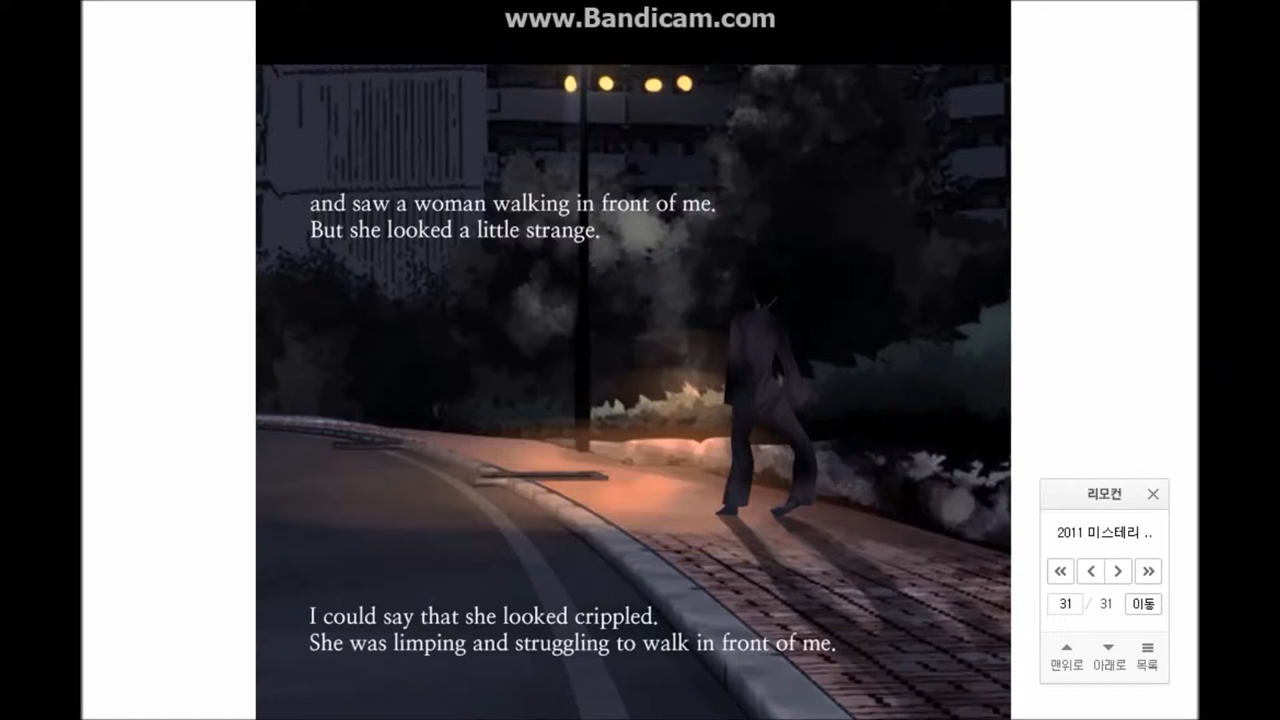 www.Bandicam.com
and saw a woman walking in front of me.
But she looked a little strange.
I could say that she looked crippled.
She was limping and struggling to walk in front of me.
리모컨
2011 미스테리 ..
31 / 31 이동
맨위로 아래로 목록